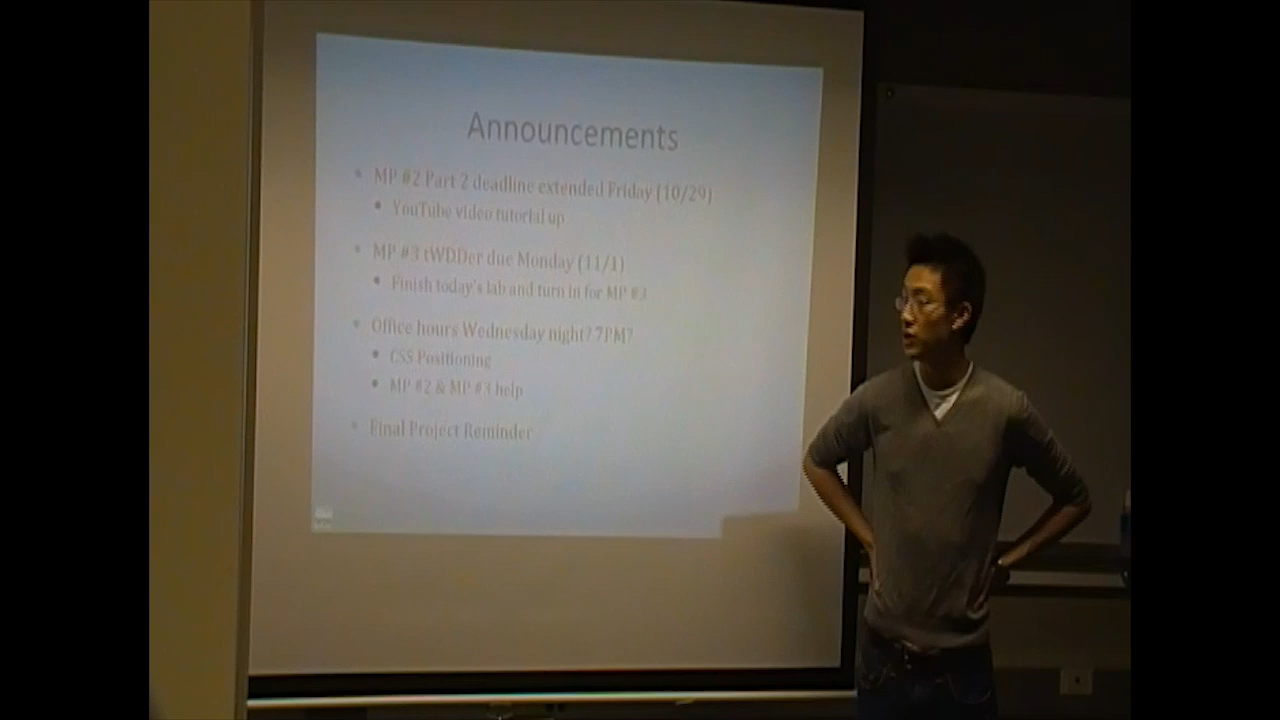 Announcements
MP #2 Part 2 deadline extended Friday (10/29)
YouTube video tutorial up
MP #3 tWDDer due Monday (11/1)
Finish today's lab and turn in for MP #3
Office hours Wednesday night? 7PM?
CSS Positioning
MP #2 & MP #3 help
Final Project Reminder